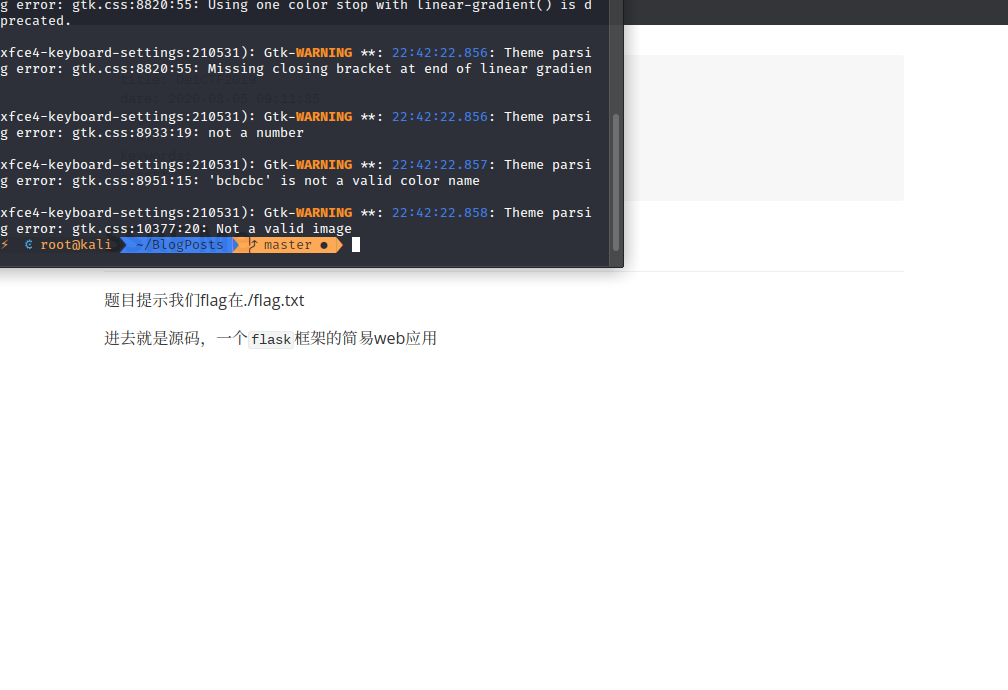 g error: gtk.css:8820:55: Using one color stop with linear-gradient() is d
precated.
xfce4-keyboard-settings:210531): Gtk-WARNING **: 22:42:22.856: Theme parsi
g error: gtk.css:8820:55: Missing closing bracket at end of linear gradien
xfce4-keyboard-settings:210531): Gtk-WARNING **: 22:42:22.856: Theme parsi
g error: gtk.css:8933:19: not a number
xfce4-keyboard-settings:210531): Gtk-WARNING **: 22:42:22.857: Theme parsi
g error: gtk.css:8951:15: 'bcbcbc' is not a valid color name
xfce4-keyboard-settings:210531): Gtk-WARNING **: 22:42:22.858: Theme parsi
g error: gtk.css:10377:20: Not a valid image
root@kali ~/BlogPosts master ●
题目提示我们flag在./flag.txt
进去就是源码，一个flask框架的简易web应用